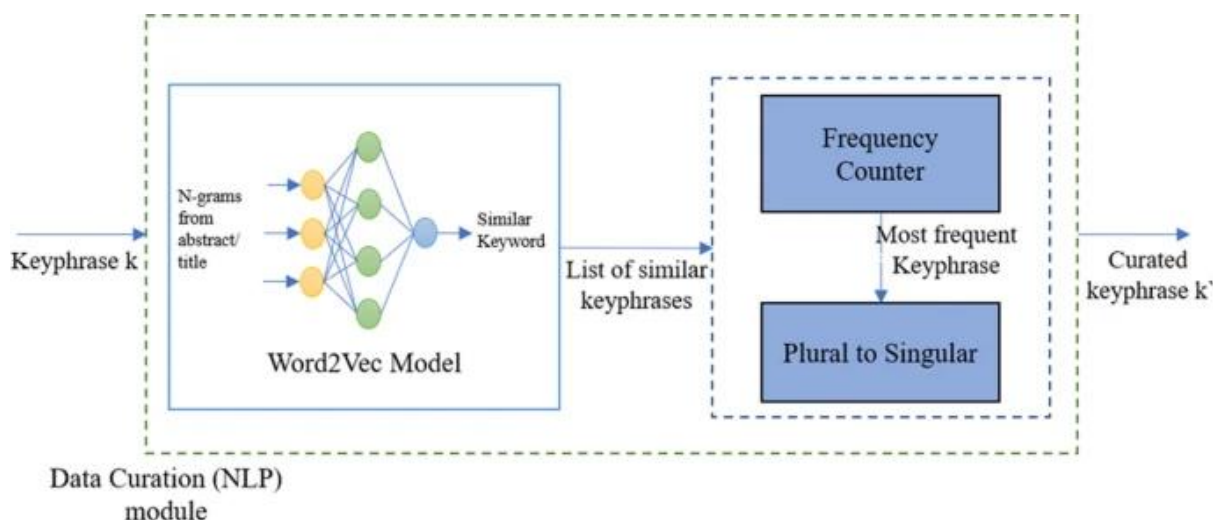 Keyphrase k
N-grams
from
abstract/
title
Similar
Keyword
Word2Vec Model
List of similar
keyphrases
Frequency
Counter
Most frequent
Keyphrase
Plural to Singular
Curated
keyphrase k`
Data Curation (NLP)
module